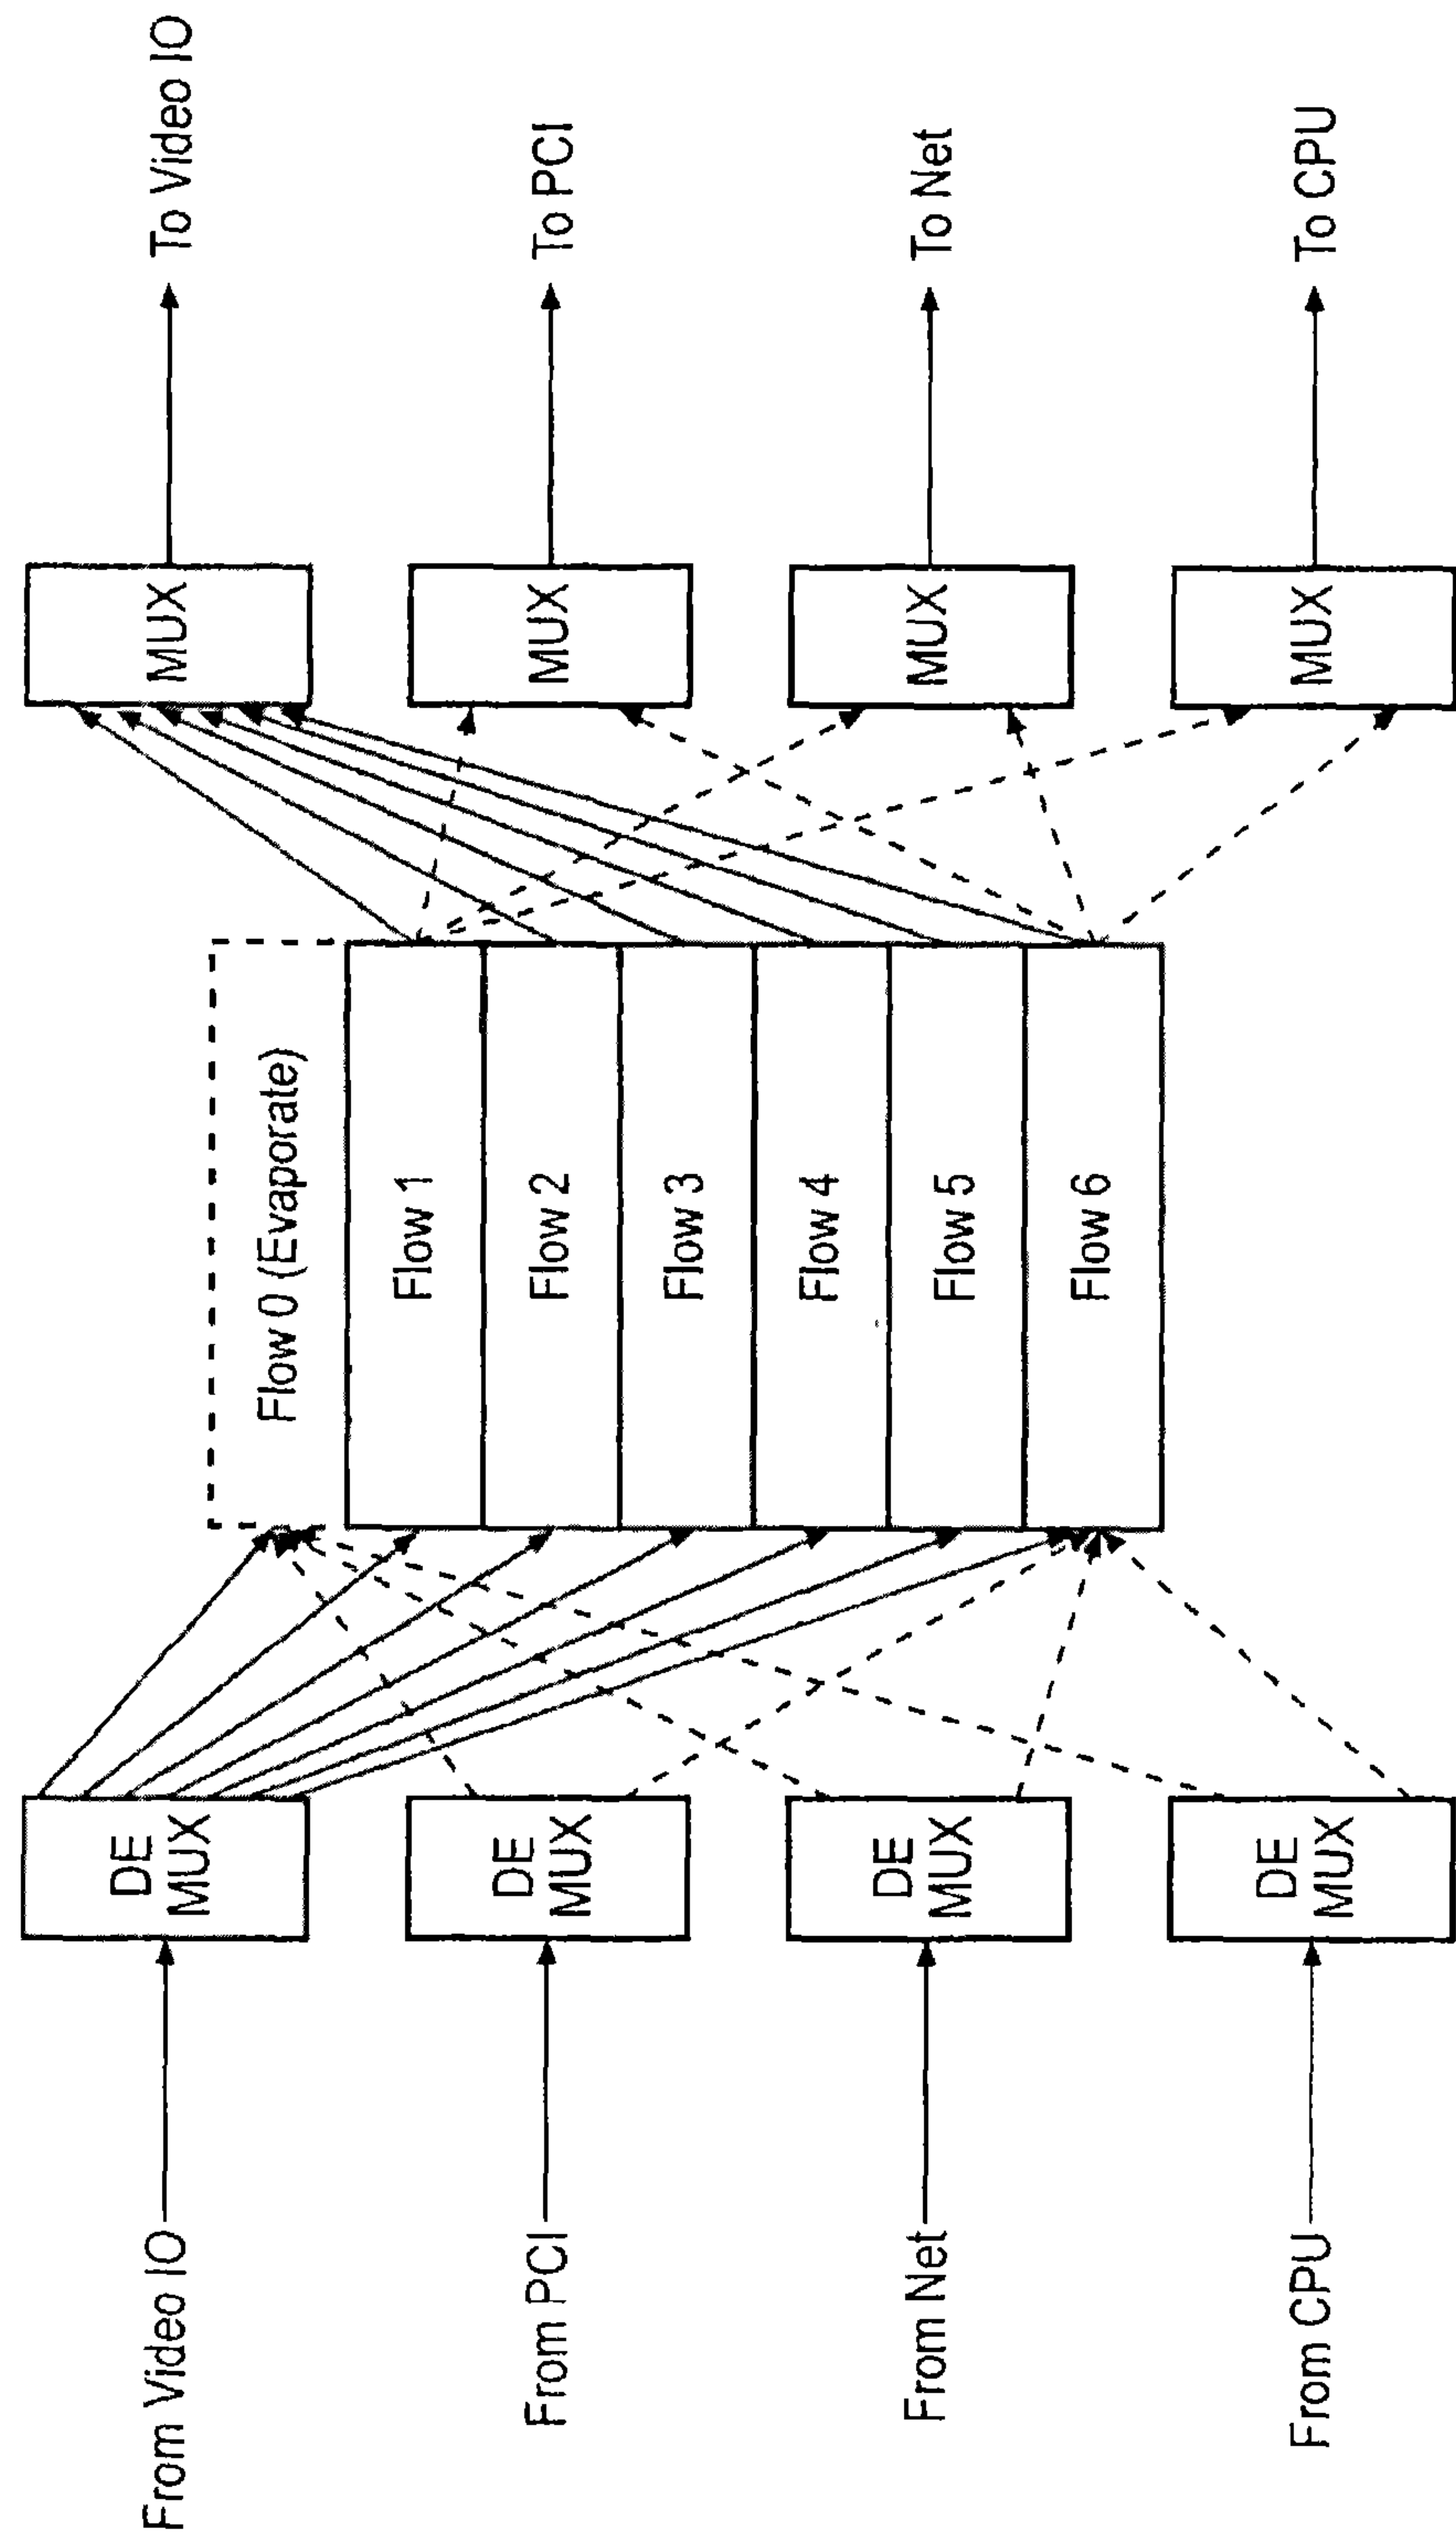 From Video IO
From PCI
From Net
From CPU
DE
MUX
DE
MUX
DE
MUX
DE
MUX
Flow 0 (Evaporate)
Flow 1
Flow 2
Flow 3
Flow 4
Flow 5
Flow 6
MUX
MUX
MUX
MUX
To Video IO
To PCI
To Net
To CPU